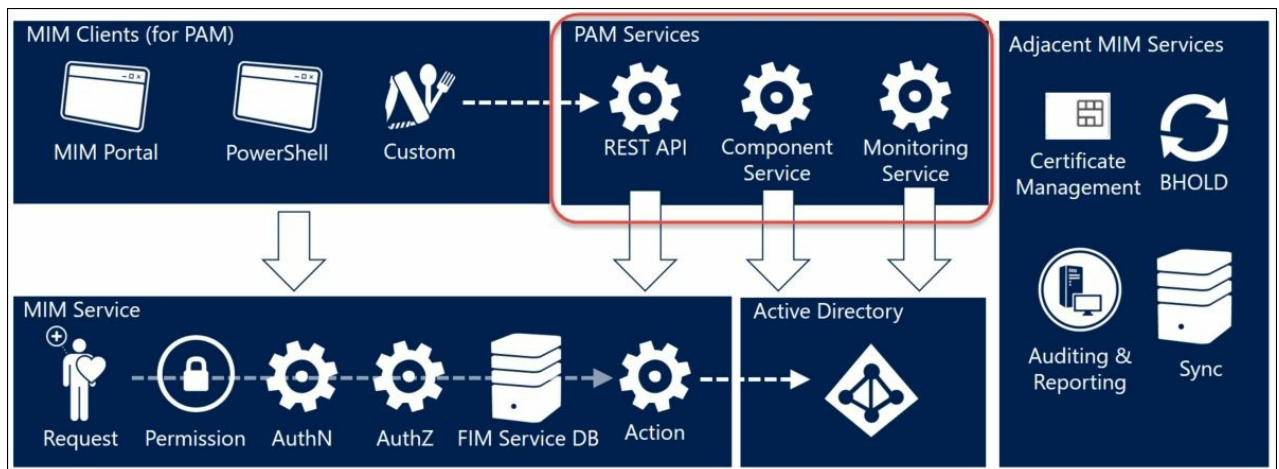 MIM Clients (for PAM)
MIM Portal
PowerShell
Custom
PAM Services
REST API
Component
Service
Monitoring
Service
Adjacent MIM Services
Certificate
Management
BHOLD
Auditing &
Reporting
Sync
MIM Service
Request
Permission
AuthN
AuthZ
FIM Service DB
Action
Active Directory